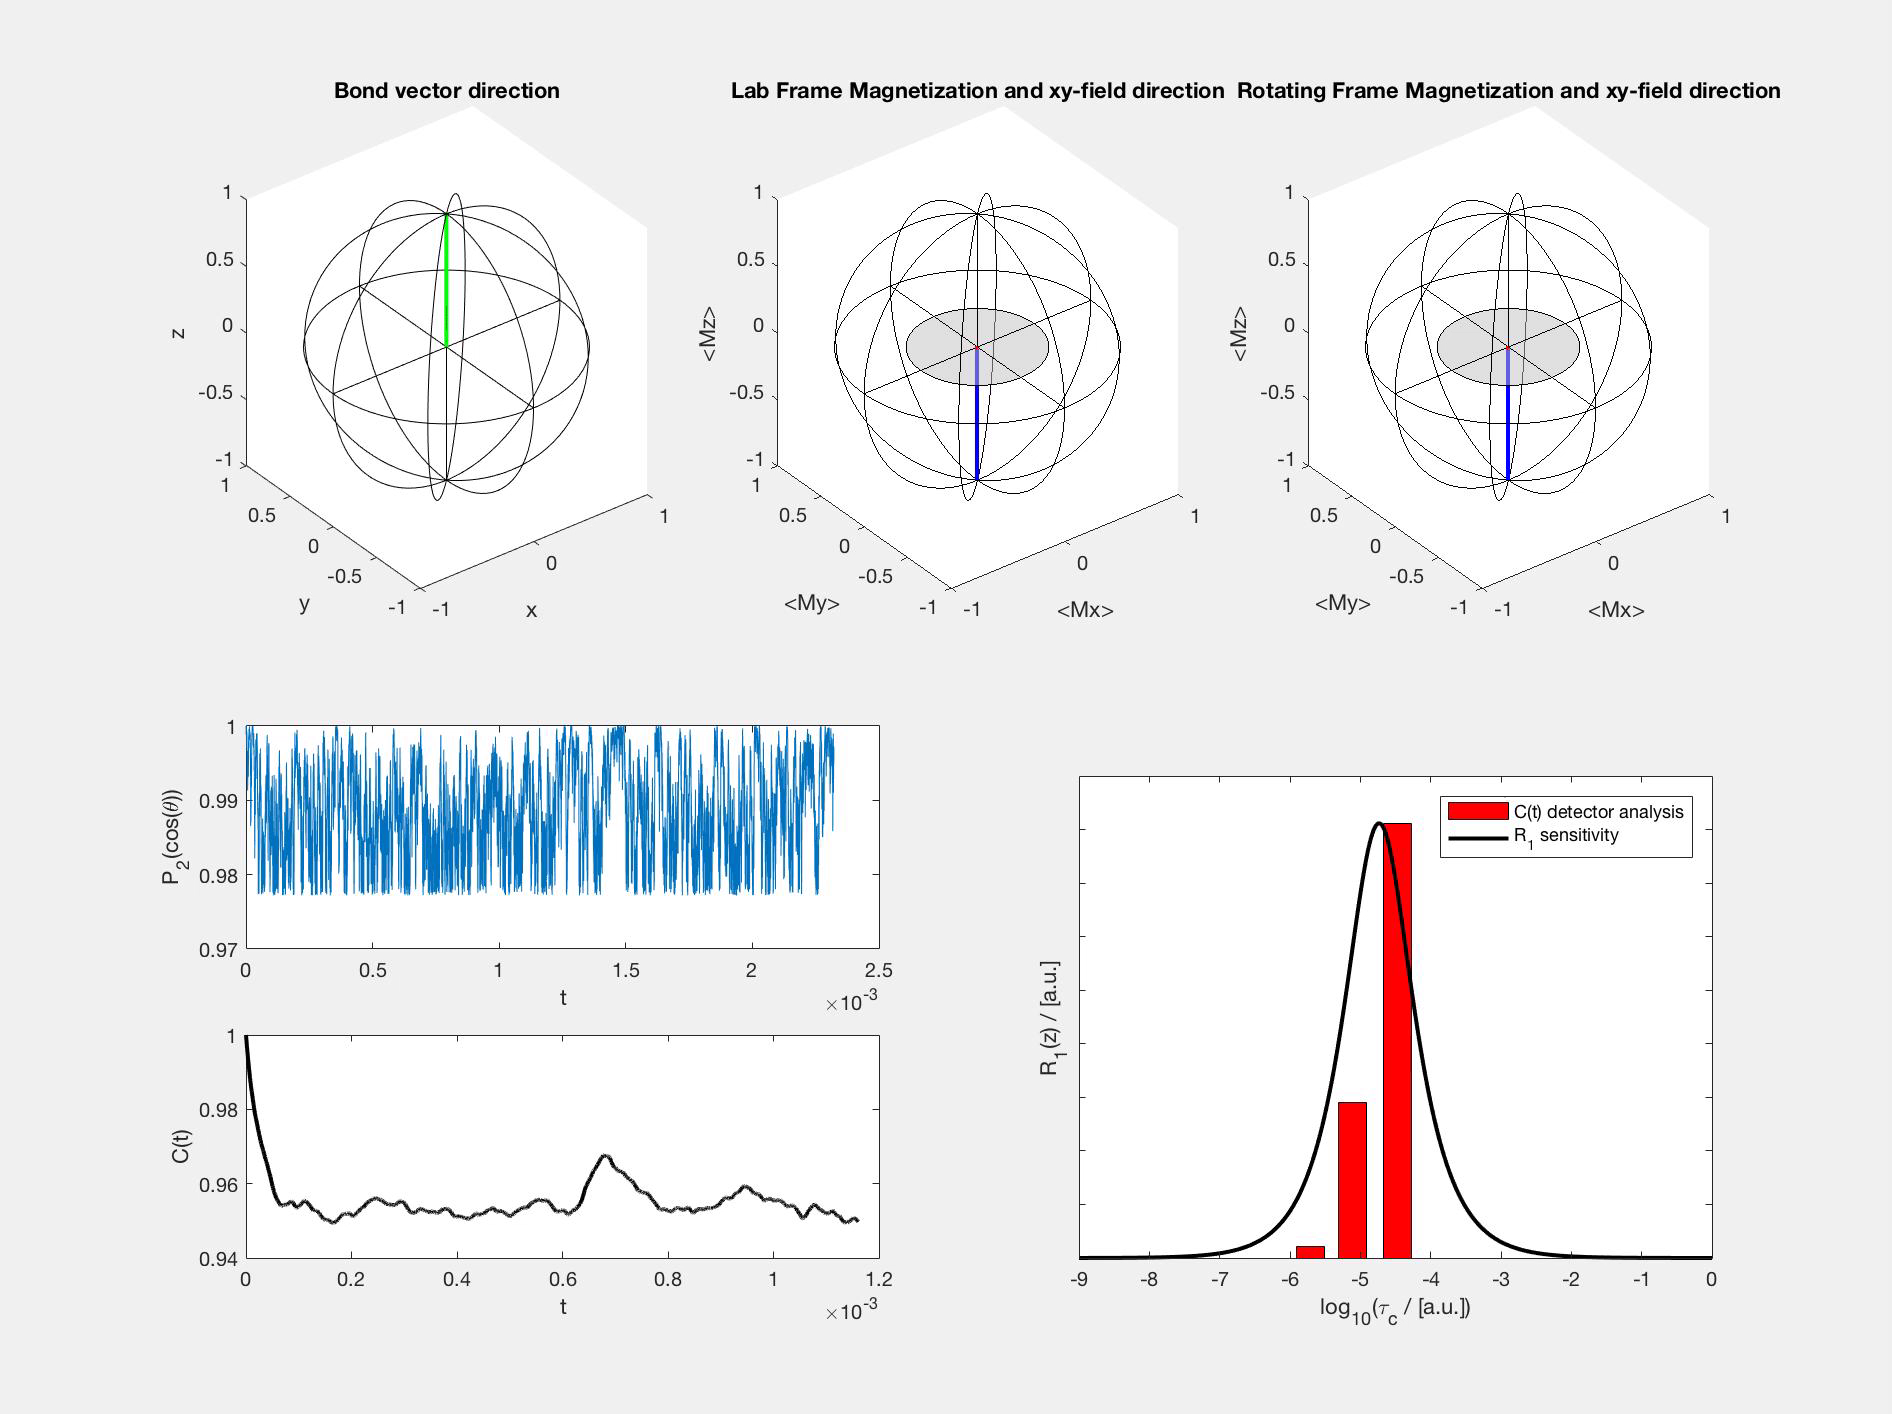 Bond vector direction
Lab Frame Magnetization and xy-field direction
Rotating Frame Magnetization and xy-field direction
1
0.5
0
-0.5
-1
z
1
0.5
0
-0.5
-1
y
-1
0
1
x
1
0.5
0
-0.5
-1
<Mz>
1
0.5
0
-0.5
-1
<My>
-1
0
1
<Mx>
1
0.5
0
-0.5
-1
<Mz>
1
0.5
0
-0.5
-1
<My>
-1
0
1
<Mx>
1
0.99
0.98
0.97
P2(cos(θ))
0 0.5 1 1.5 2 2.5
t
×10-3
1
0.98
0.96
0.94
C(t)
0 0.2 0.4 0.6 0.8 1 1.2
t
×10-3
C(t) detector analysis
R1 sensitivity
R1(z) / [a.u.]
-9 -8 -7 -6 -5 -4 -3 -2 -1 0
log10(τc / [a.u.])